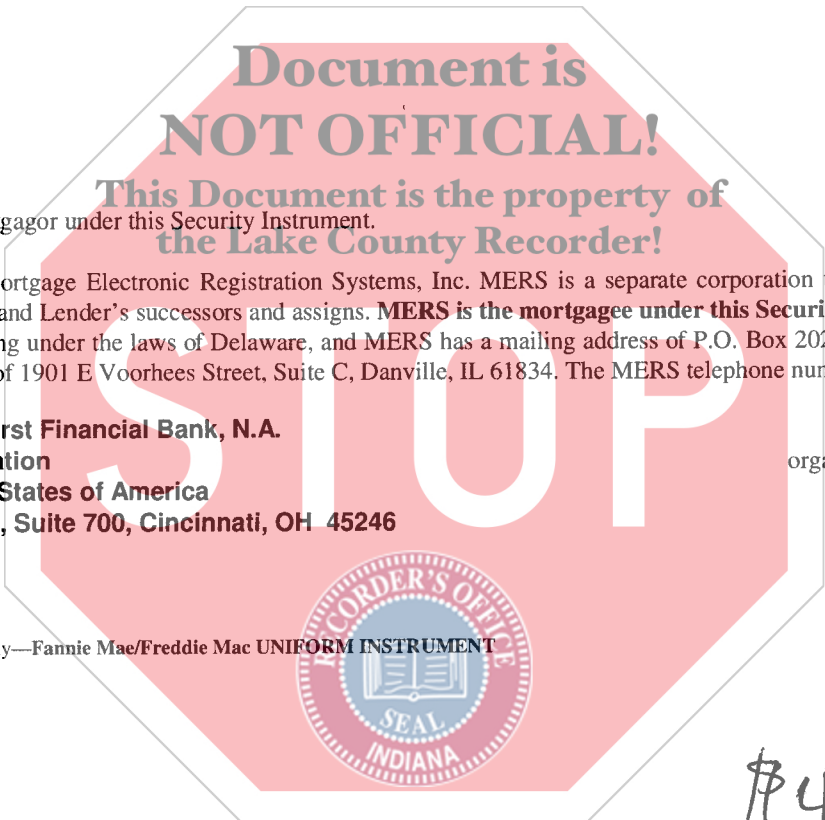 Document is
NOT OFFICIAL!
This Document is the property of
gagor under this Security Instrument.
the Lake County Recorder!
ortgage Electronic Registration Systems, Inc. MERS is a separate corporation
and Lender's successors and assigns. MERS is the mortgagee under this Securi
ng under the laws of Delaware, and MERS has a mailing address of P.O. Box 202
of 1901 E Voorhees Street, Suite C, Danville, IL 61834. The MERS telephone num
STOP
rst Financial Bank, N.A.
tion orga
States of America
, Suite 700, Cincinnati, OH 45246
RECORDER'S OFFICE
y—Fannie Mae/Freddie Mac UNIFORM INSTRUMENT
SEAL
INDIANA